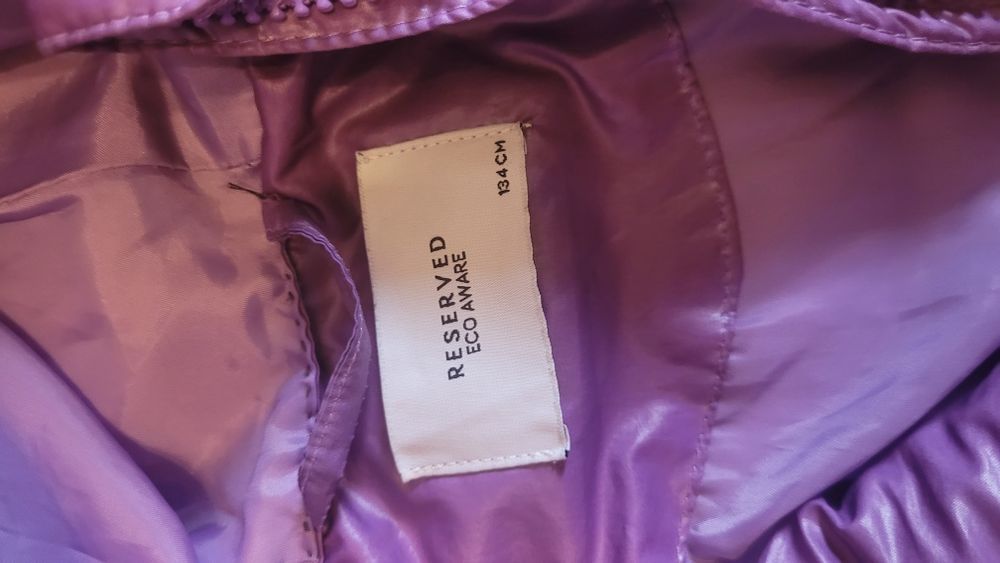 RESERVED
ECO AWARE
134 CM